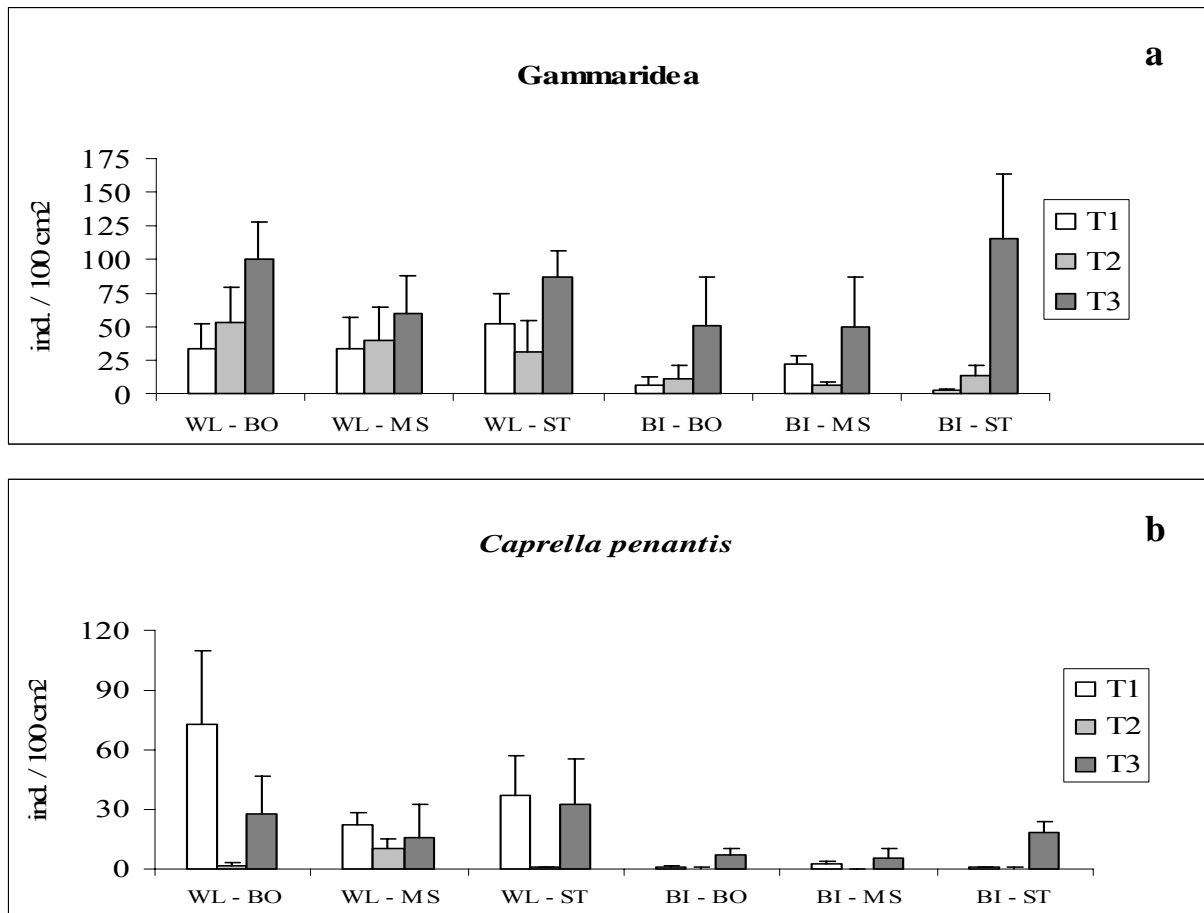 a
Gammaridea
ind. / 100 cm2
175
150
125
100
75
50
25
0
WL - BO WL - MS WL - ST BI - BO BI - MS BI - ST
T1
T2
T3
b
Caprella penantis
ind. / 100cm2
120
90
60
30
0
WL - BO WL - MS WL - ST BI - BO BI - MS BI - ST
T1
T2
T3